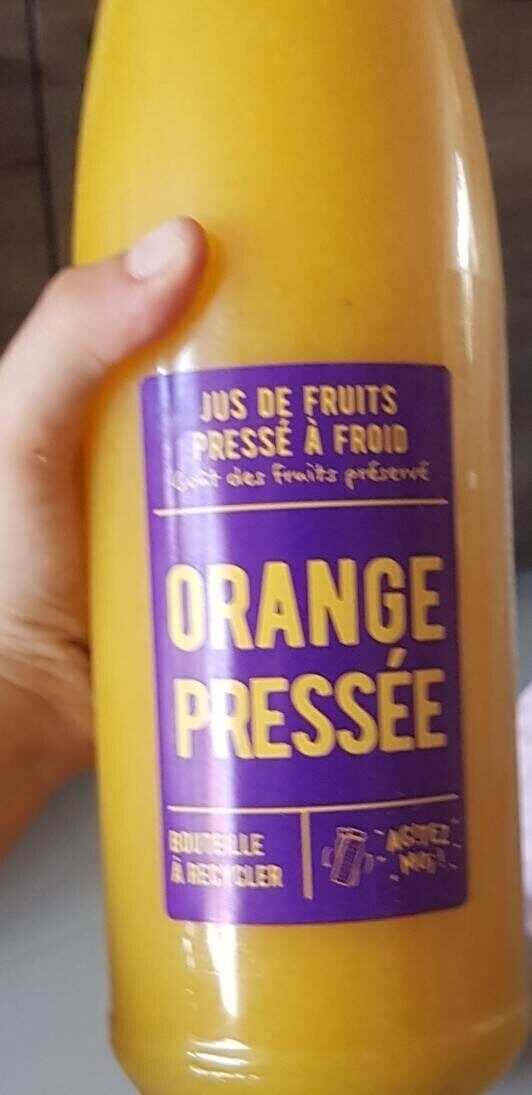 JUS DE FRUITS
PRESSÉ À FROID
Goût des fruits préservé
ORANGE
PRESSÉE
BOUTEILLE
À RECYCLER
AGITEZ
MOI!